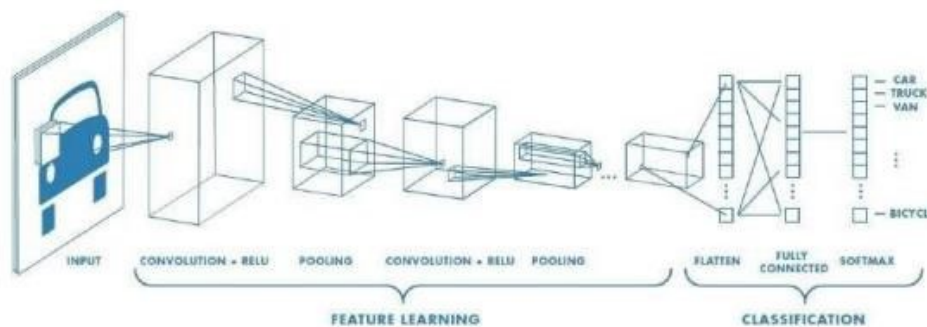 CAR
TRUCK
VAN
BICYCL
INPUT
CONVOLUTION + RELU
POOLING
CONVOLUTION + RELU
POOLING
FLATTEN
FULLY
CONNECTED
SOFTMAX
FEATURE LEARNING
CLASSIFICATION